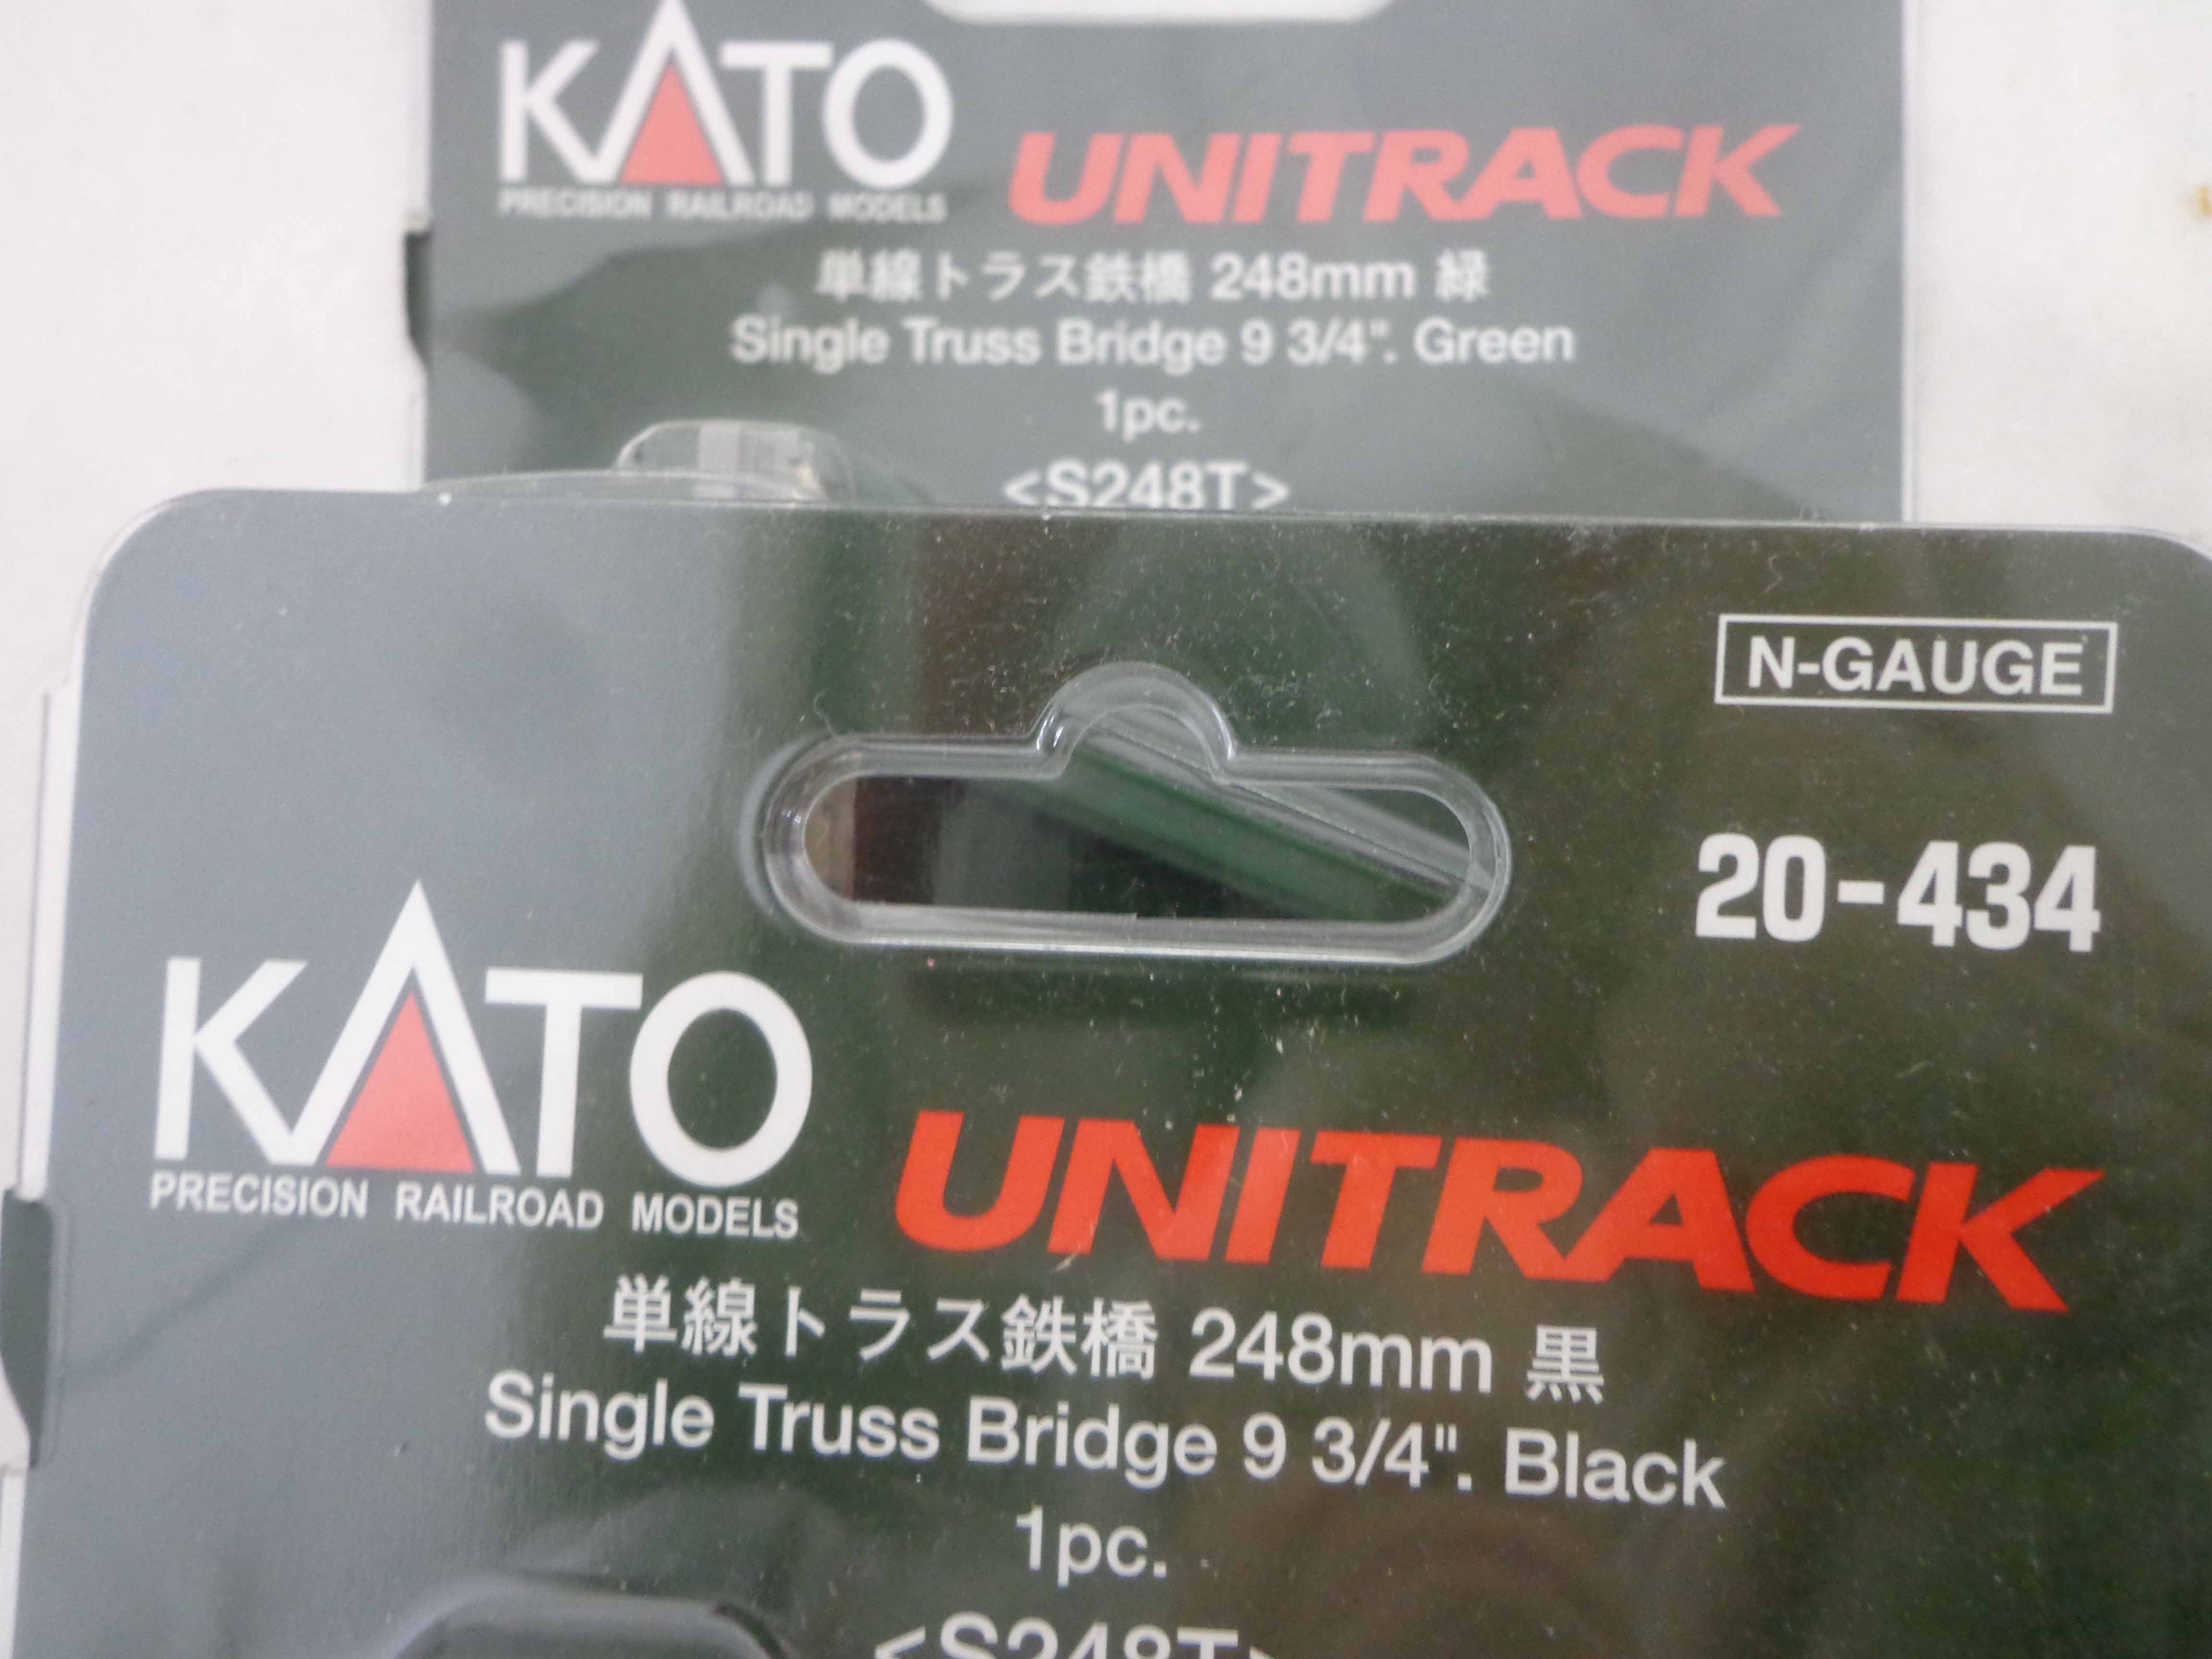 KATO
PRECISION RAILROAD MODELS
UNITRACK
単線トラス鉄橋 248mm 緑
Single Truss Bridge 9 3/4". Green
1pc.
<S248T>
N-GAUGE
20-434
KATO
PRECISION RAILROAD MODELS
UNITRACK
単線トラス鉄橋 248mm 黒
Single Truss Bridge 9 3/4". Black
1pc.
<S248T>